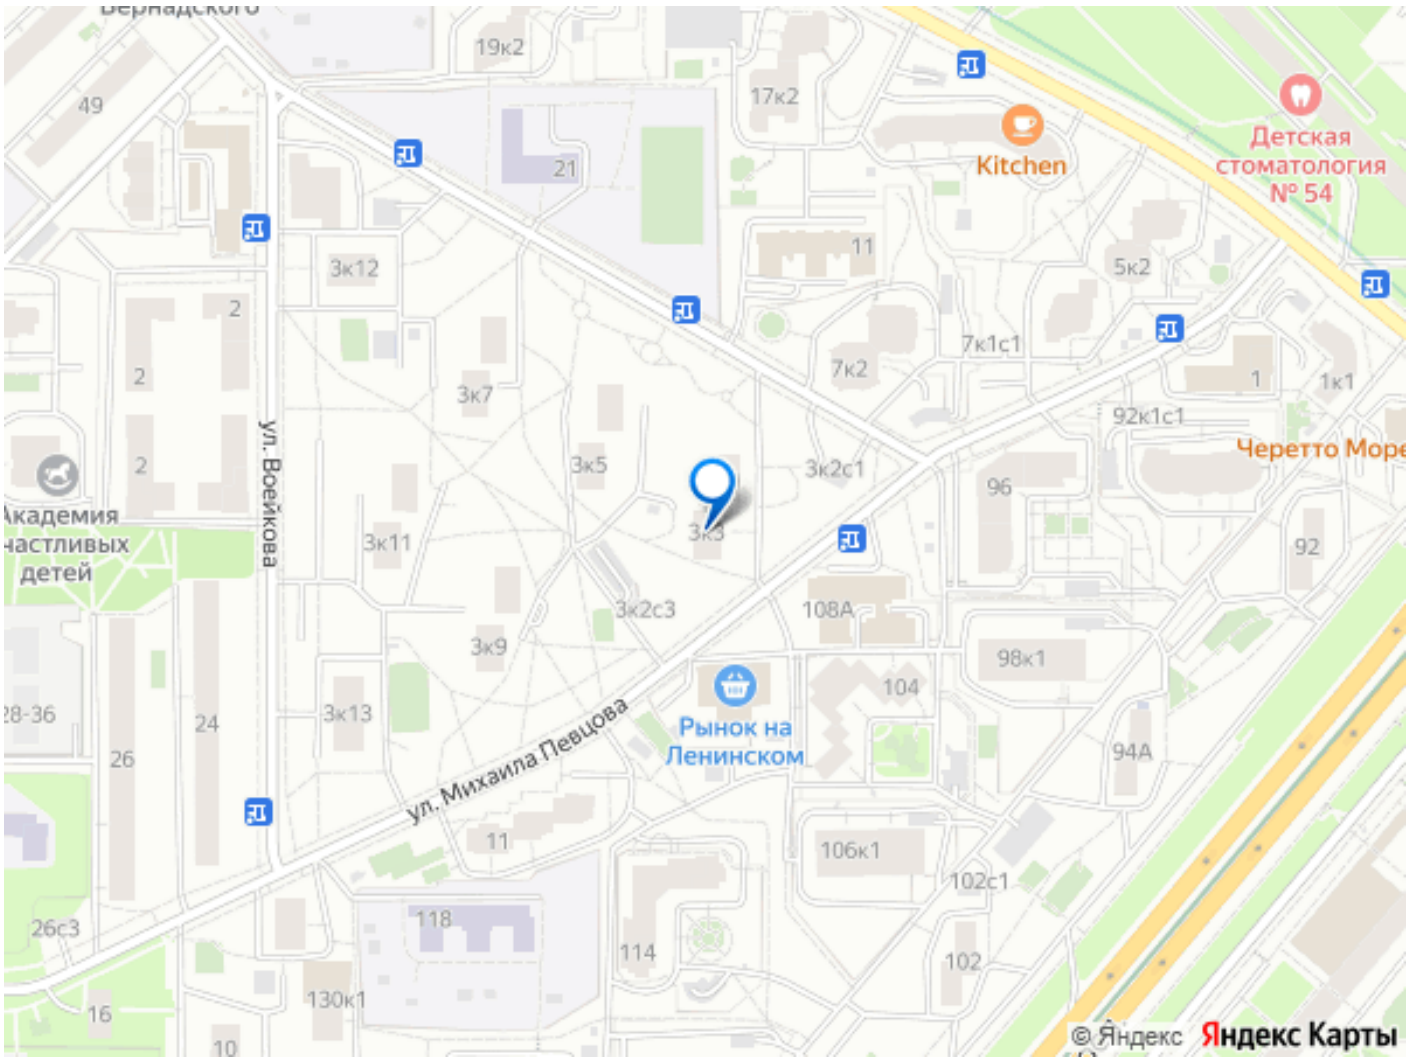 Вернадского
19к2
49
17к2
Детская
стоматология
№ 54
Kitchen
21
11
3к12
5к2
2
7к1с1
7к2
2
1
1к1
3к7
92к1с1
ул. Воейкова
Черетто Море
2
3к5
3к2с1
96
Академия
счастливых
детей
3к3
3к11
92
3к2с3
108А
3к9
98к1
104
28-36
24
3к13
Рынок на
Ленинском
ул. Михаила Певцова
26
94А
11
106к1
102с1
118
26с3
114
102
130к1
16
10
© Яндекс Яндекс Карты